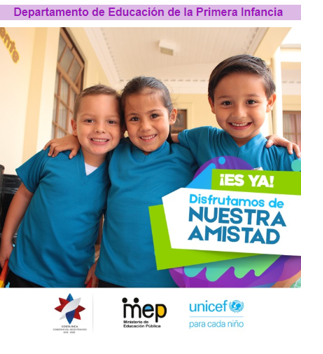 Departamento de Educación de la Primera Infancia
¡ES YA!
Disfrutamos de
NUESTRA
AMISTAD
mep
Ministerio de
Educación Pública
unicef
para cada niño